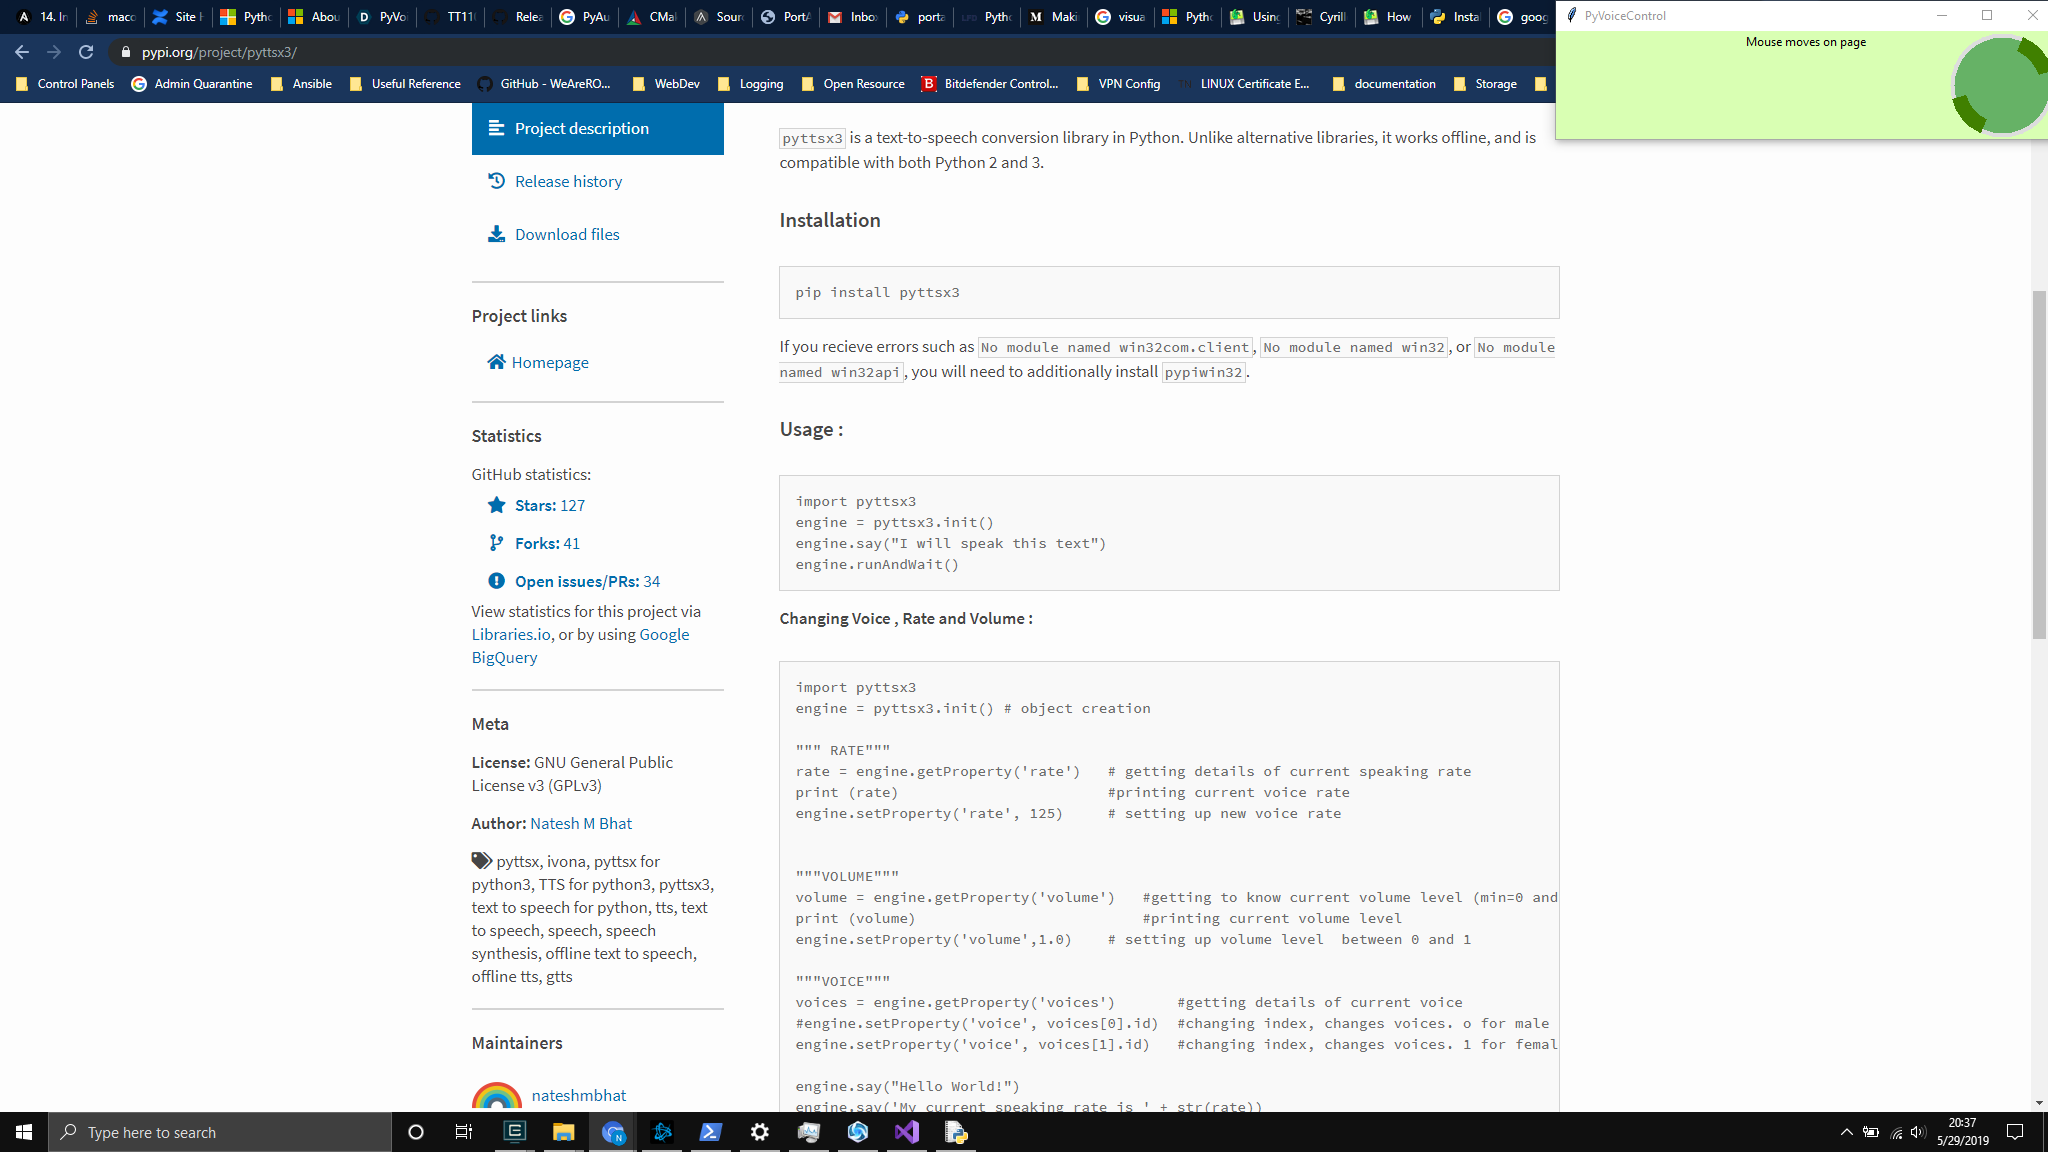 14. In
maco
Site H
Pytho
Abou
PyVo
TT11
Relea
PyAu
CMa
Sour
PortA
Inbo
porta
Pytho
Maki
visua
Pytho
Using
Cyrill
How
Insta
goog
PyVoiceControl
Mouse moves on page
pypi.org/project/pyttsx3/
Control Panels
Admin Quarantine
Ansible
Useful Reference
GitHub - WeAreRO...
WebDev
Logging
Open Resource
Bitdefender Control...
VPN Config
LINUX Certificate E...
documentation
Storage
Project description
Release history
Download files
Project links
Homepage
Statistics
GitHub statistics:
Stars: 127
Forks: 41
Open issues/PRs: 34
View statistics for this project via
Libraries.io, or by using Google
BigQuery
Meta
License: GNU General Public
License v3 (GPLv3)
Author: Natesh M Bhat
pyttsx, ivona, pyttsx for
python3, TTS for python3, pyttsx3,
text to speech for python, tts, text
to speech, speech, speech
synthesis, offline text to speech,
offline tts, gtts
Maintainers
nateshmbhat
pyttsx3 is a text-to-speech conversion library in Python. Unlike alternative libraries, it works offline, and is
compatible with both Python 2 and 3.
Installation
pip install pyttsx3
If you recieve errors such as No module named win32com.client, No module named win32, or No module
named win32api, you will need to additionally install pypiwin32.
Usage :
import pyttsx3
engine = pyttsx3.init()
engine.say("I will speak this text")
engine.runAndWait()
Changing Voice , Rate and Volume :
import pyttsx3
engine = pyttsx3.init() # object creation
""" RATE"""
rate = engine.getProperty('rate')   # getting details of current speaking rate
print (rate)                        #printing current voice rate
engine.setProperty('rate', 125)     # setting up new voice rate
"""VOLUME"""
volume = engine.getProperty('volume')   #getting to know current volume level (min=0 and
print (volume)                          #printing current volume level
engine.setProperty('volume',1.0)    # setting up volume level  between 0 and 1
"""VOICE"""
voices = engine.getProperty('voices')       #getting details of current voice
#engine.setProperty('voice', voices[0].id)  #changing index, changes voices. o for male
engine.setProperty('voice', voices[1].id)   #changing index, changes voices. 1 for femal
engine.say("Hello World!")
engine.say('My current speaking rate is ' + str(rate))
Type here to search
20:37
5/29/2019